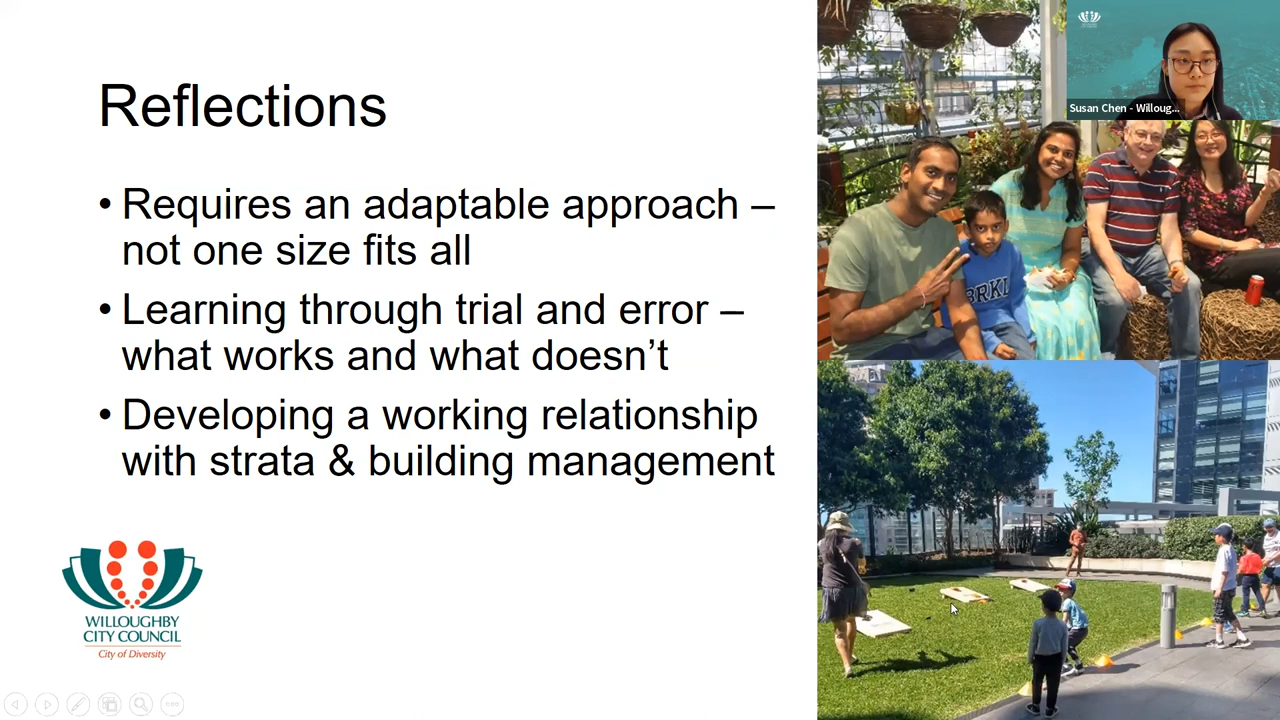 Reflections
• Requires an adaptable approach –
not one size fits all
• Learning through trial and error –
what works and what doesn’t
• Developing a working relationship
with strata & building management
WILLOUGHBY
CITY COUNCIL
City of Diversity
Susan Chen - Willoug...
BRKL